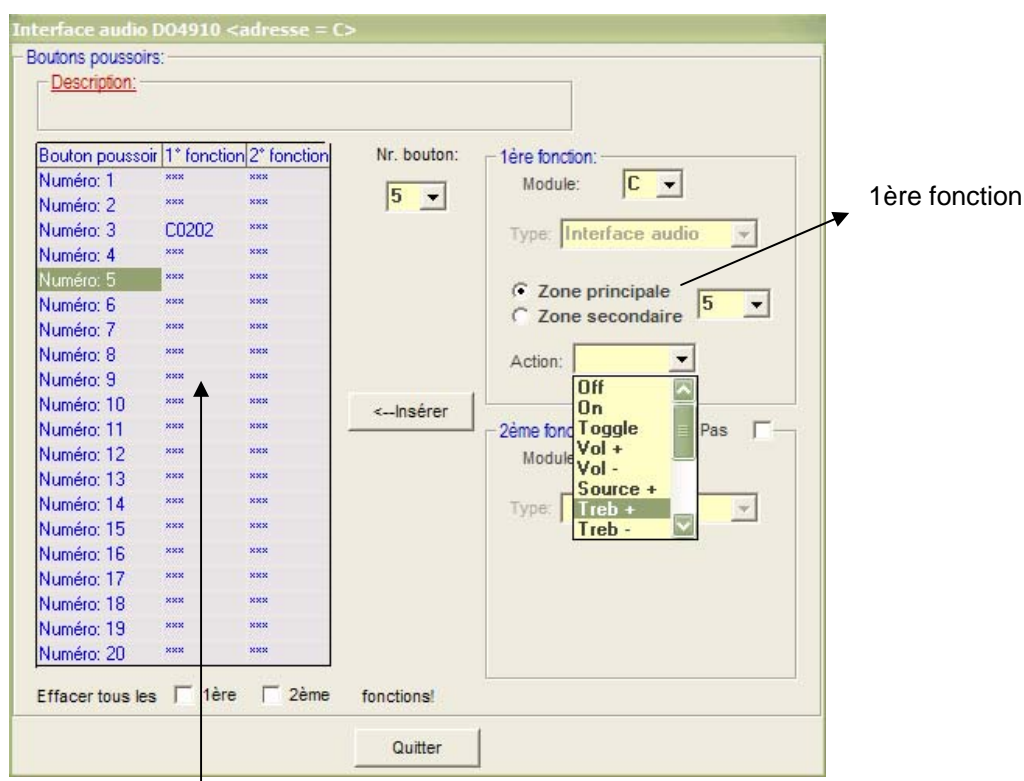 Interface audio DO4910 <adresse = C>
Boutons poussoirs:
Description:
Bouton poussoir 1° fonction 2° fonction
Numéro: 1 *** ***
Numéro: 2 *** ***
Numéro: 3 C0202 ***
Numéro: 4 *** ***
Numéro: 5 *** ***
Numéro: 6 *** ***
Numéro: 7 *** ***
Numéro: 8 *** ***
Numéro: 9 *** ***
Numéro: 10 *** ***
Numéro: 11 *** ***
Numéro: 12 *** ***
Numéro: 13 *** ***
Numéro: 14 *** ***
Numéro: 15 *** ***
Numéro: 16 *** ***
Numéro: 17 *** ***
Numéro: 18 *** ***
Numéro: 19 *** ***
Numéro: 20 *** ***
Effacer tous les 1ère 2ème fonctions!
Nr. bouton:
5
<--Insérer
1ère fonction:
Module: C
Type: Interface audio
Zone principale
Zone secondaire
5
Action:
Off
On
Toggle
Vol +
Vol -
Source +
Treb +
Treb -
2ème fonc
Pas
Module
Type:
Quitter
1ère fonction